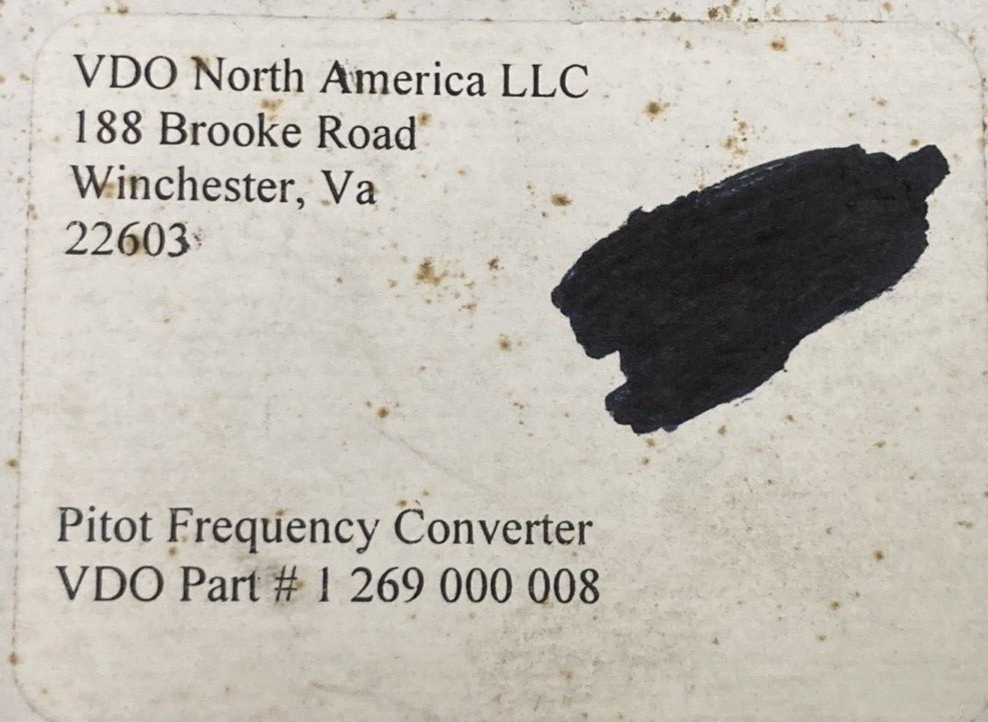 VDO North America LLC
188 Brooke Road
Winchester, Va
22603
Pitot Frequency Converter
VDO Part # 1 269 000 008